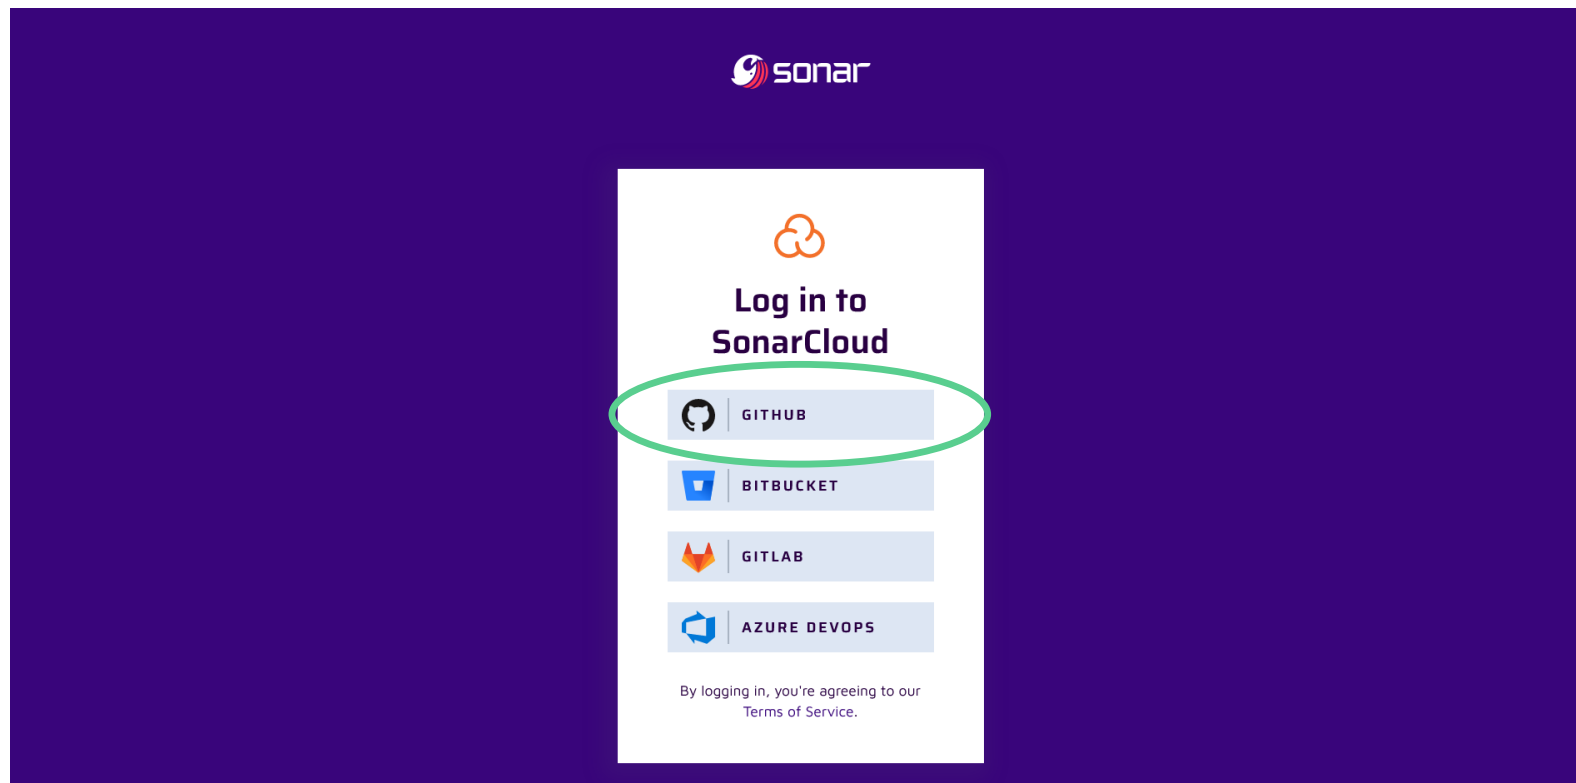 sonar
Log in to
SonarCloud
GITHUB
BITBUCKET
GITLAB
AZURE DEVOPS
By logging in, you're agreeing to our
Terms of Service.